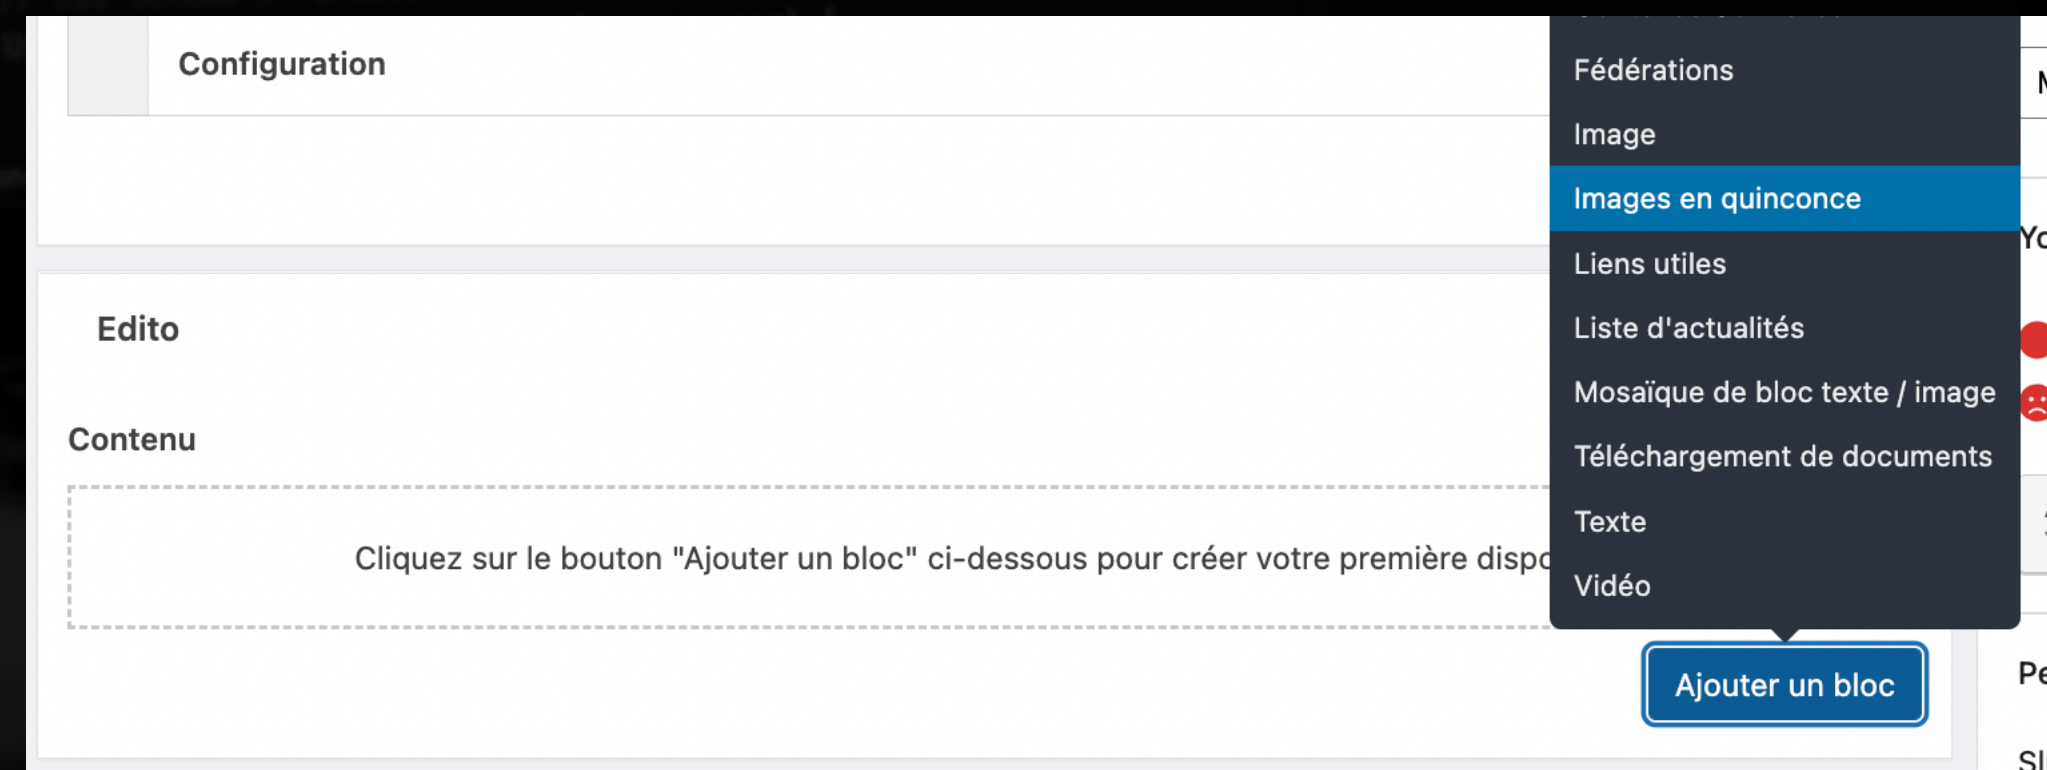 Configuration
Edito
Contenu
Cliquez sur le bouton "Ajouter un bloc" ci-dessous pour créer votre première
Fédérations
Image
Images en quinconce
Liens utiles
Liste d'actualités
Mosaïque de bloc texte / image
Téléchargement de documents
Texte
Vidéo
Ajouter un bloc